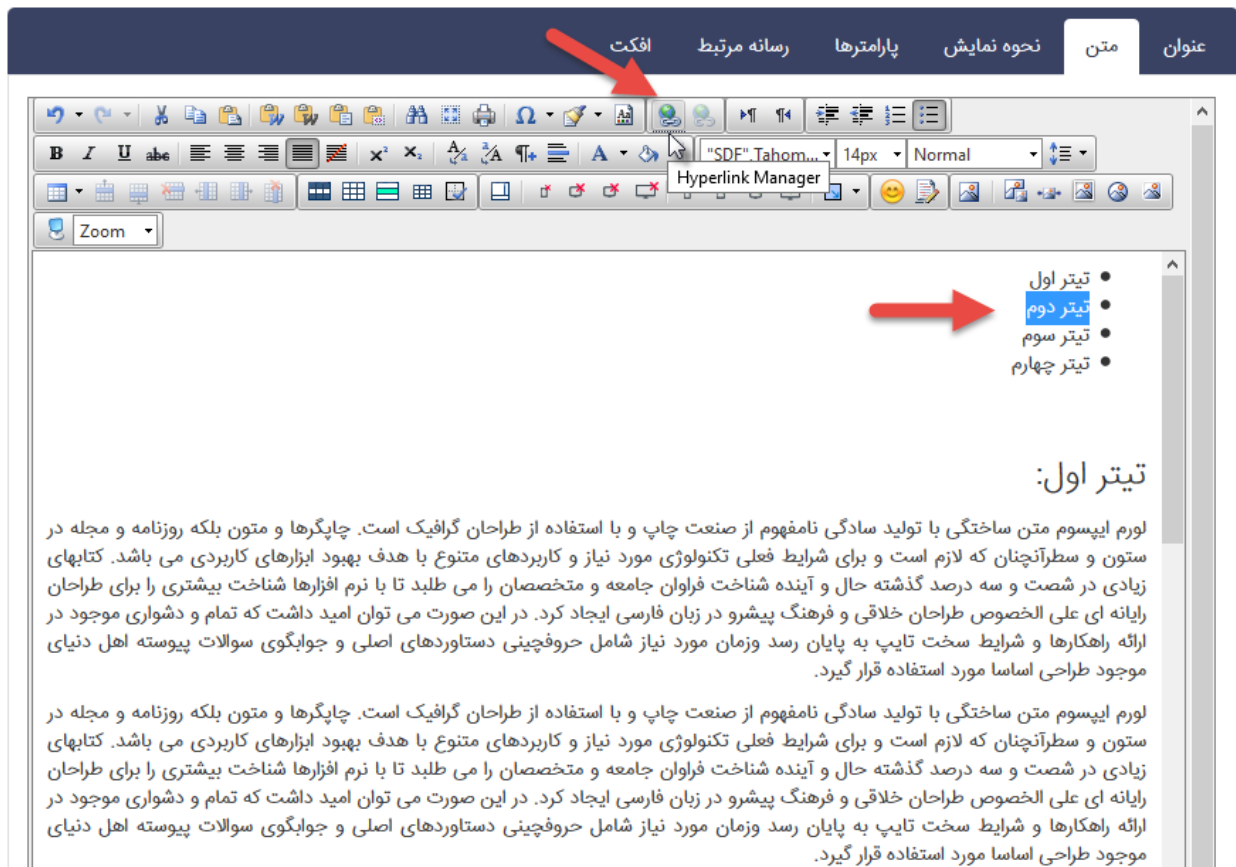 عنوان متن نحوه نمایش پارامترها رسانه مرتبط افکت
"SDF",Tahom... 14px Normal
Hyperlink Manager
Zoom
تیتر اول
تیتر دوم
تیتر سوم
تیتر چهارم
تیتر اول:
لورم ایپسوم متن ساختگی با تولید سادگی نامفهوم از صنعت چاپ و با استفاده از طراحان گرافیک است. چاپگرها و متون بلکه روزنامه و مجله در
ستون و سطرآنچنان که لازم است و برای شرایط فعلی تکنولوژی مورد نیاز و کاربردهای متنوع با هدف بهبود ابزارهای کاربردی می باشد. کتابهای
زیادی در شصت و سه درصد گذشته حال و آینده شناخت فراوان جامعه و متخصصان را می طلبد تا با نرم افزارها شناخت بیشتری را برای طراحان
رایانه ای علی الخصوص طراحان خلاقی و فرهنگ پیشرو در زبان فارسی ایجاد کرد. در این صورت می توان امید داشت که تمام و دشواری موجود در
ارائه راهکارها و شرایط سخت تایپ به پایان رسد وزمان مورد نیاز شامل حروفچینی دستاوردهای اصلی و جوابگوی سوالات پیوسته اهل دنیای
موجود طراحی اساسا مورد استفاده قرار گیرد.
لورم ایپسوم متن ساختگی با تولید سادگی نامفهوم از صنعت چاپ و با استفاده از طراحان گرافیک است. چاپگرها و متون بلکه روزنامه و مجله در
ستون و سطرآنچنان که لازم است و برای شرایط فعلی تکنولوژی مورد نیاز و کاربردهای متنوع با هدف بهبود ابزارهای کاربردی می باشد. کتابهای
زیادی در شصت و سه درصد گذشته حال و آینده شناخت فراوان جامعه و متخصصان را می طلبد تا با نرم افزارها شناخت بیشتری را برای طراحان
رایانه ای علی الخصوص طراحان خلاقی و فرهنگ پیشرو در زبان فارسی ایجاد کرد. در این صورت می توان امید داشت که تمام و دشواری موجود در
ارائه راهکارها و شرایط سخت تایپ به پایان رسد وزمان مورد نیاز شامل حروفچینی دستاوردهای اصلی و جوابگوی سوالات پیوسته اهل دنیای
موجود طراحی اساسا مورد استفاده قرار گیرد.